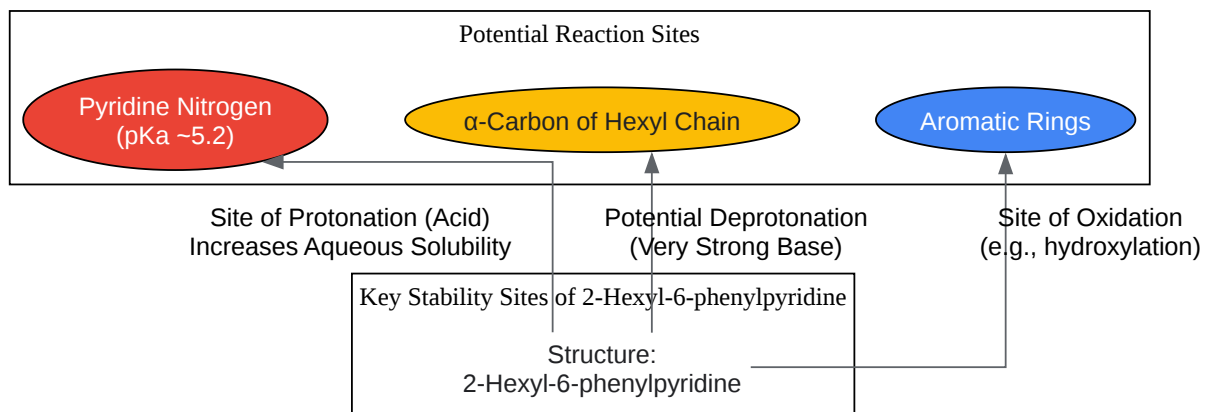 Potential Reaction Sites
Pyridine Nitrogen
(pKa ~5.2)
α-Carbon of Hexyl Chain
Aromatic Rings
Site of Protonation (Acid)
Increases Aqueous Solubility
Potential Deprotonation
(Very Strong Base)
Site of Oxidation
(e.g., hydroxylation)
Key Stability Sites of 2-Hexyl-6-phenylpyridine
Structure:
2-Hexyl-6-phenylpyridine